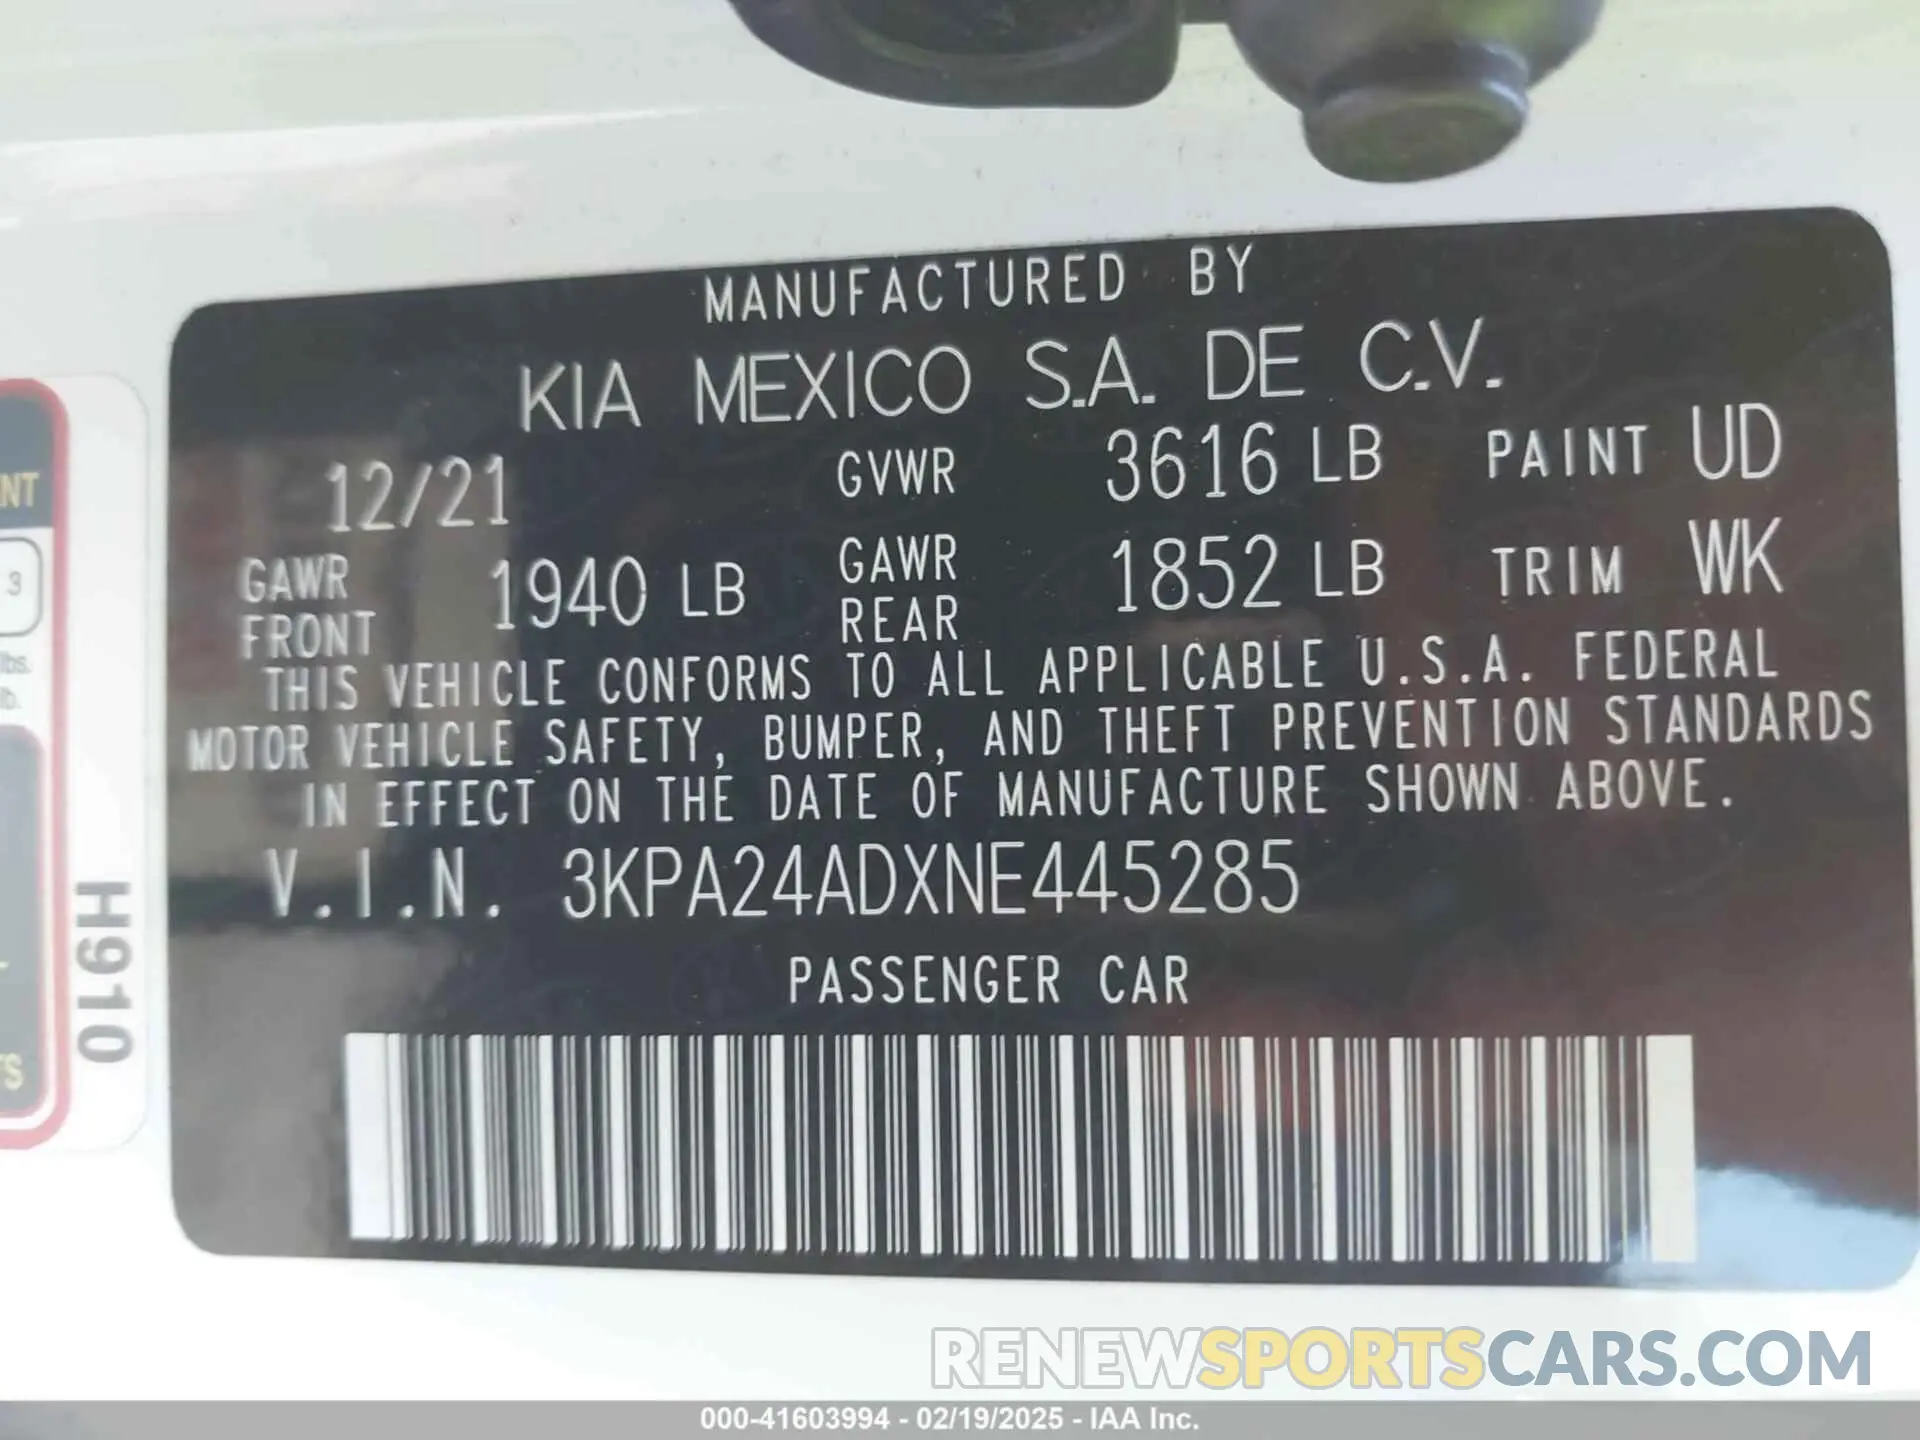 MANUFACTURED BY
KIA MEXICO S.A. DE C.V.
12/21 GVWR 3616 LB PAINT UD
GAWR FRONT 1940 LB GAWR REAR 1852 LB TRIM WK
THIS VEHICLE CONFORMS TO ALL APPLICABLE U.S.A. FEDERAL
MOTOR VEHICLE SAFETY, BUMPER, AND THEFT PREVENTION STANDARDS
IN EFFECT ON THE DATE OF MANUFACTURE SHOWN ABOVE.
V.I.N. 3KPA24ADXNE445285
PASSENGER CAR
H910
3
lbs.
lb.
RENEWSPORTSCARS.COM
000-41603994 - 02/19/2025 - IAA Inc.